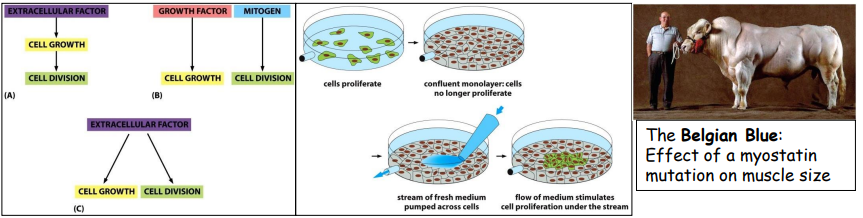 EXTRACELLULAR FACTOR
CELL GROWTH
CELL DIVISION
(A)
GROWTH FACTOR MITOGEN
CELL GROWTH CELL DIVISION
(B)
EXTRACELLULAR FACTOR
CELL GROWTH CELL DIVISION
(C)
cells proliferate
confluent monolayer: cells
no longer proliferate
stream of fresh medium
pumped across cells
flow of medium stimulates
cell proliferation under the stream
The Belgian Blue:
Effect of a myostatin
mutation on muscle size